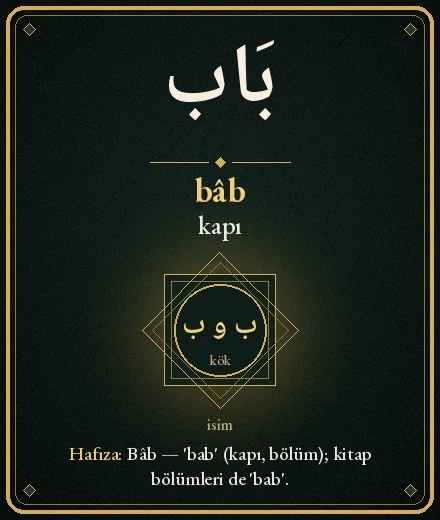 بَاب
bâb
kapı
ب و ب
kök
isim
Hafıza: Bâb — 'bab' (kapı, bölüm); kitap
bölümleri de 'bab'.